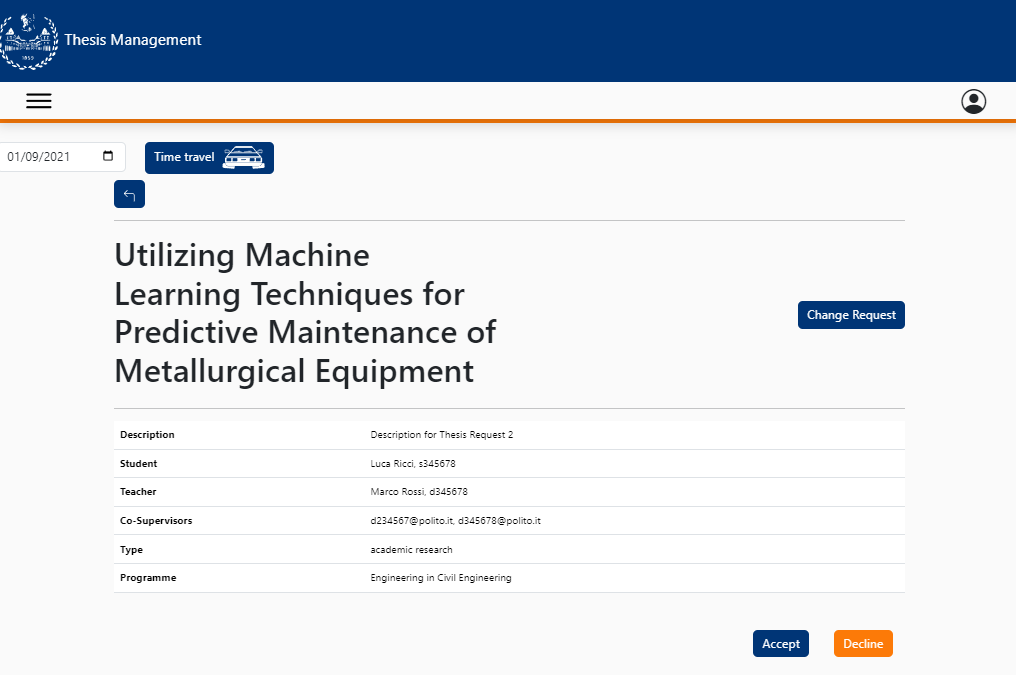 1859
Thesis Management
01/09/2021
Time travel
Utilizing Machine
Learning Techniques for
Predictive Maintenance of
Metallurgical Equipment
Change Request
Description Description for Thesis Request 2
Student Luca Ricci, s345678
Teacher Marco Rossi, d345678
Co-Supervisors d234567@polito.it, d345678@polito.it
Type academic research
Programme Engineering in Civil Engineering
Accept Decline